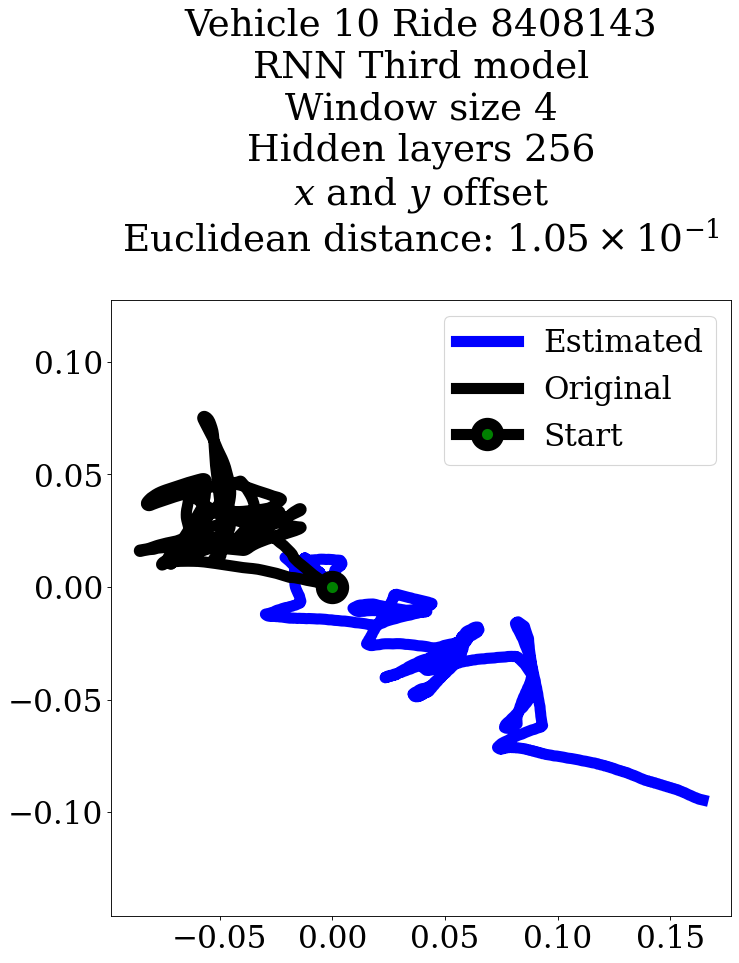 Vehicle 10 Ride 8408143
RNN Third model
Window size 4
Hidden layers 256
x and y offset
Euclidean distance: 1.05 × 10⁻¹
Estimated
Original
Start
0.10
0.05
0.00
−0.05
−0.10
−0.05 0.00 0.05 0.10 0.15